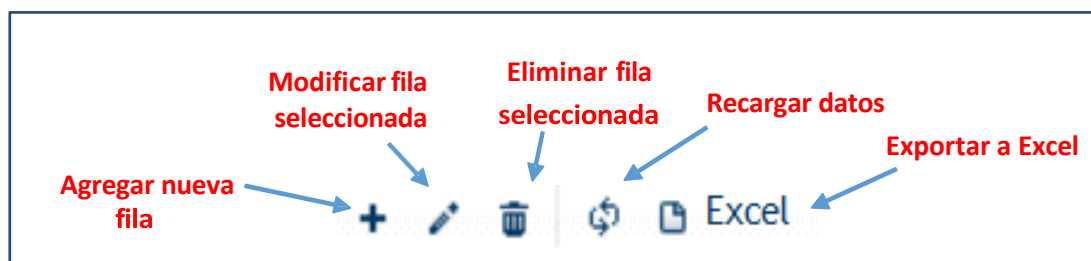 Modificar fila
seleccionada
Eliminar fila
seleccionada
Recargar datos
Exportar a Excel
Agregar nueva
fila
Excel